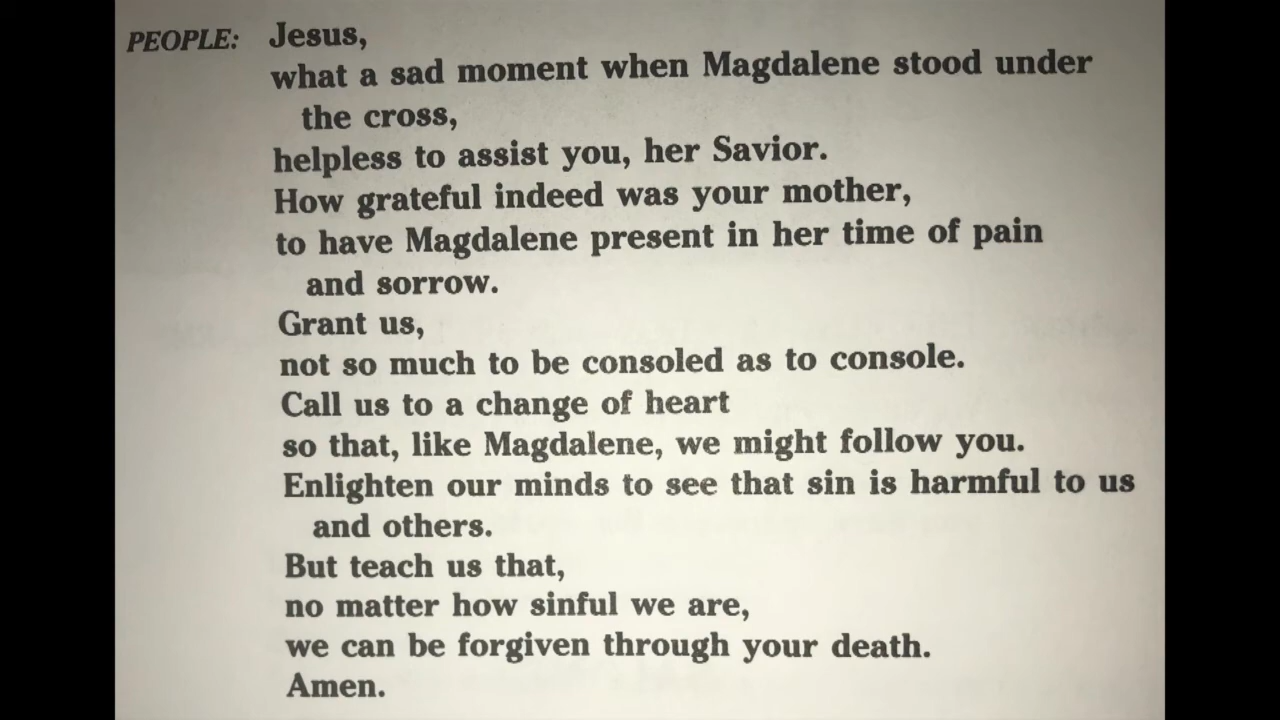 PEOPLE: Jesus,
what a sad moment when Magdalene stood under
the cross,
helpless to assist you, her Savior.
How grateful indeed was your mother,
to have Magdalene present in her time of pain
and sorrow.
Grant us,
not so much to be consoled as to console.
Call us to a change of heart
so that, like Magdalene, we might follow you.
Enlighten our minds to see that sin is harmful to us
and others.
But teach us that,
no matter how sinful we are,
we can be forgiven through your death.
Amen.